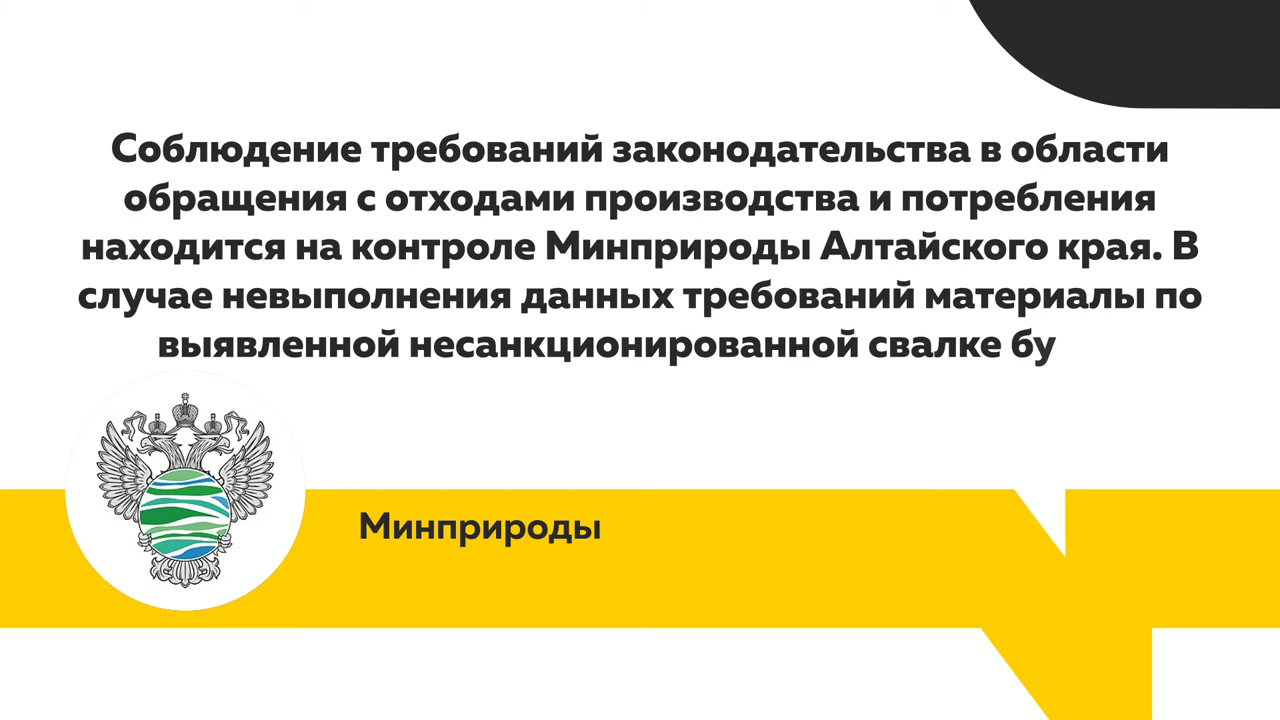 Соблюдение требований законодательства в области
обращения с отходами производства и потребления
находится на контроле Минприроды Алтайского края. В
случае невыполнения данных требований материалы по
выявленной несанкционированной свалке бу
Минприроды